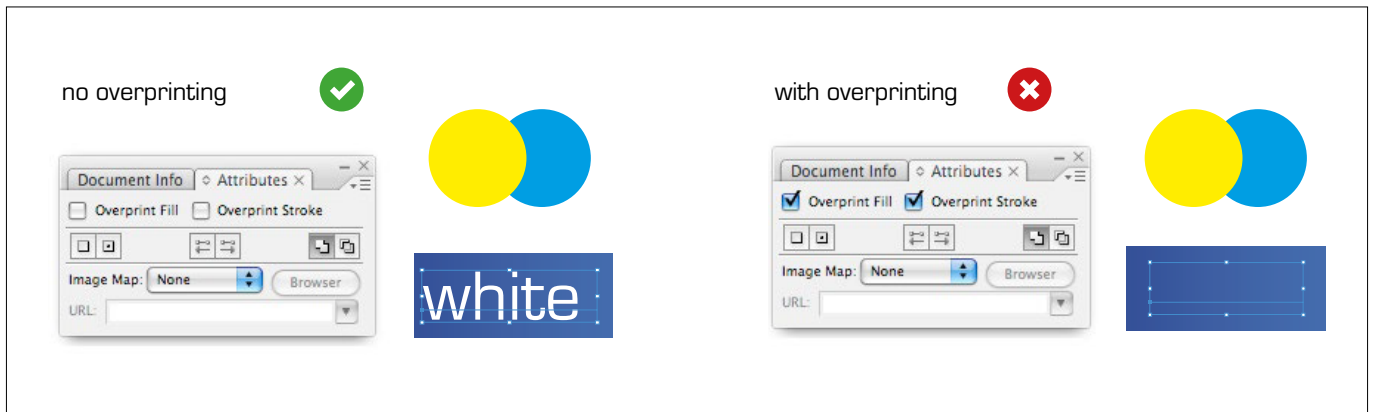 no overprinting
Document Info Attributes
Overprint Fill Overprint Stroke
Image Map: None Browser
URL:
white
with overprinting
Document Info Attributes
Overprint Fill Overprint Stroke
Image Map: None Browser
URL: